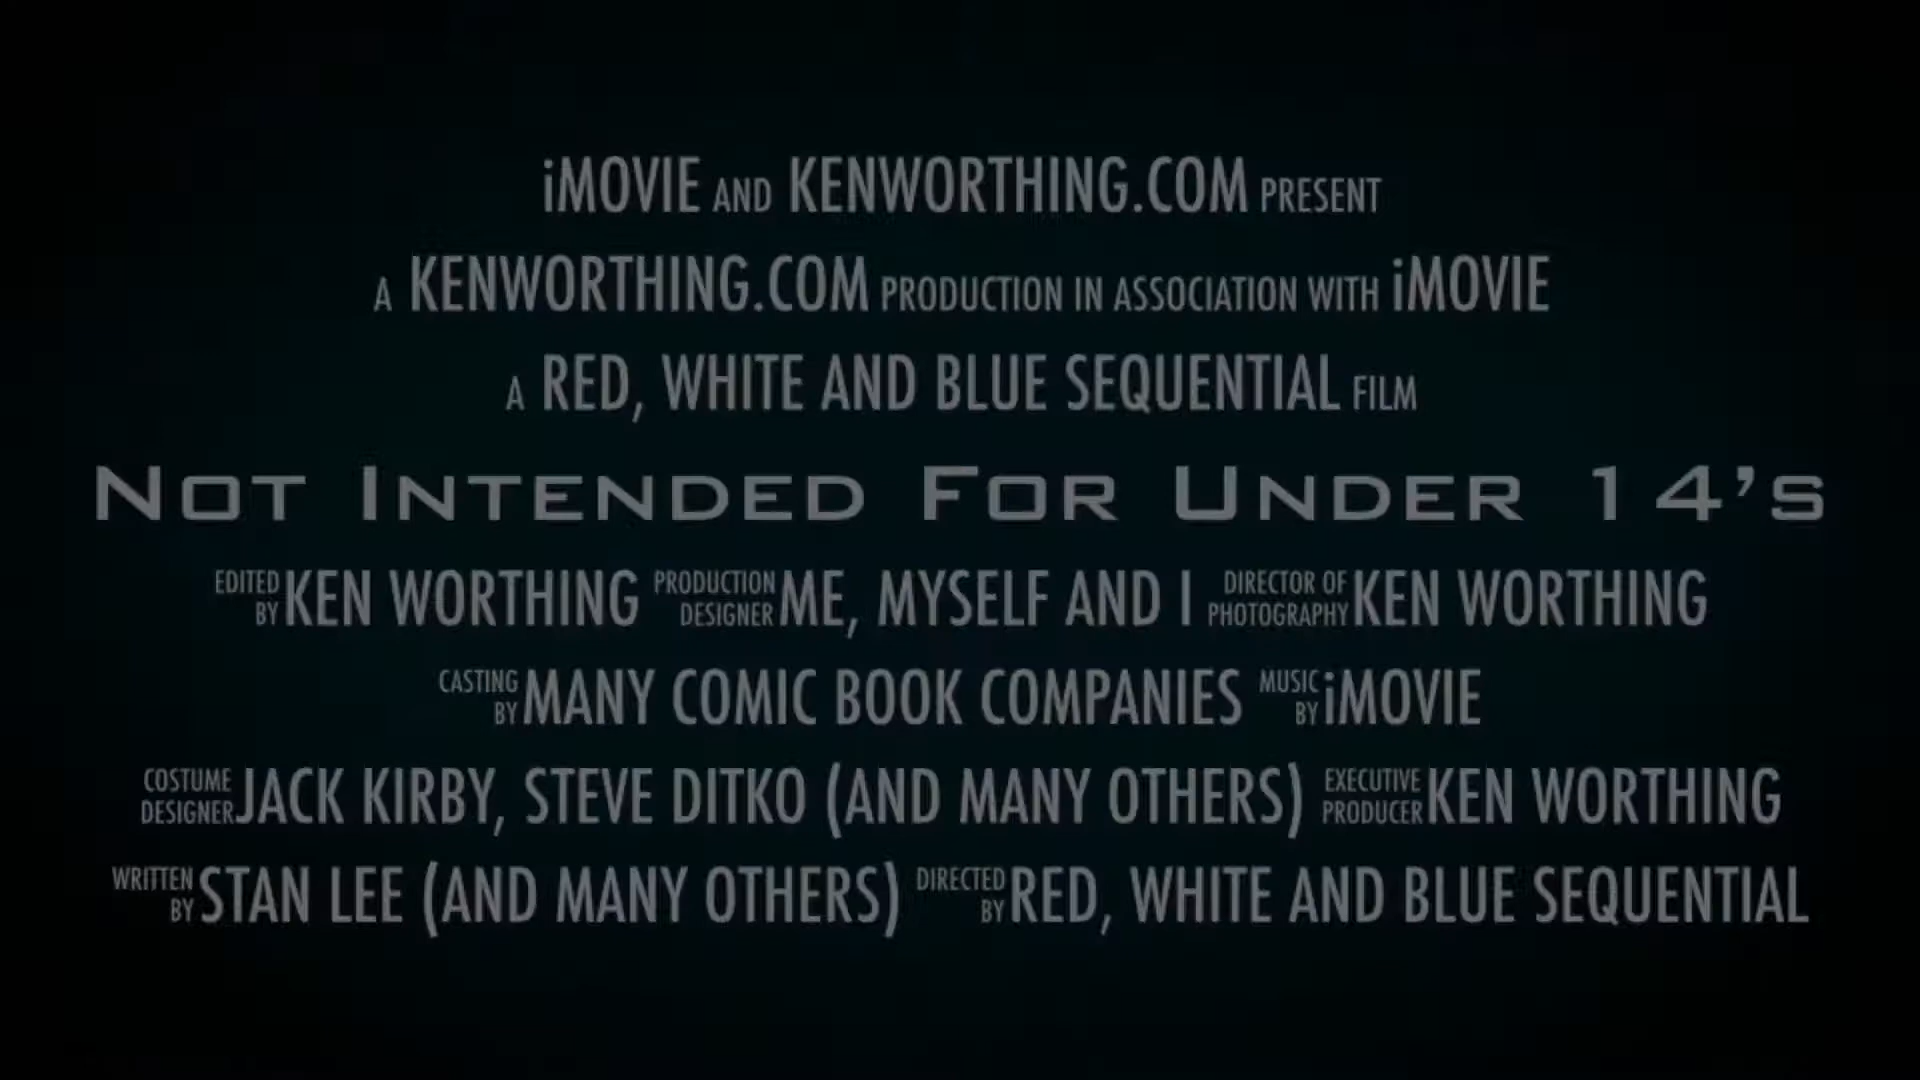 iMOVIE AND KENWORTHING.COM PRESENT
A KENWORTHING.COM PRODUCTION IN ASSOCIATION WITH iMOVIE
A RED, WHITE AND BLUE SEQUENTIAL FILM
NOT INTENDED FOR UNDER 14'S
EDITED BY KEN WORTHING PRODUCTION DESIGNER ME, MYSELF AND I DIRECTOR OF PHOTOGRAPHY KEN WORTHING
CASTING BY MANY COMIC BOOK COMPANIES MUSIC BY iMOVIE
COSTUME DESIGNER JACK KIRBY, STEVE DITKO (AND MANY OTHERS) EXECUTIVE PRODUCER KEN WORTHING
WRITTEN BY STAN LEE (AND MANY OTHERS) DIRECTED BY RED, WHITE AND BLUE SEQUENTIAL